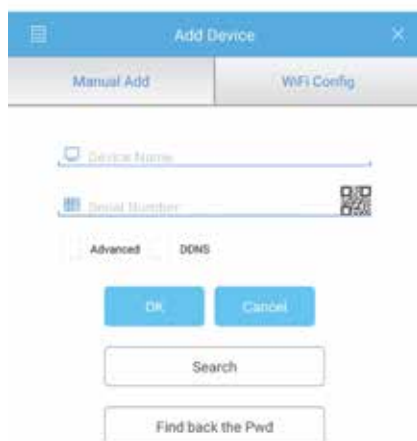 Add Device
Manual Add
WiFi Config
Device Name
Serial Number
Advanced DDNS
OK Cancel
Search
Find back the Pwd